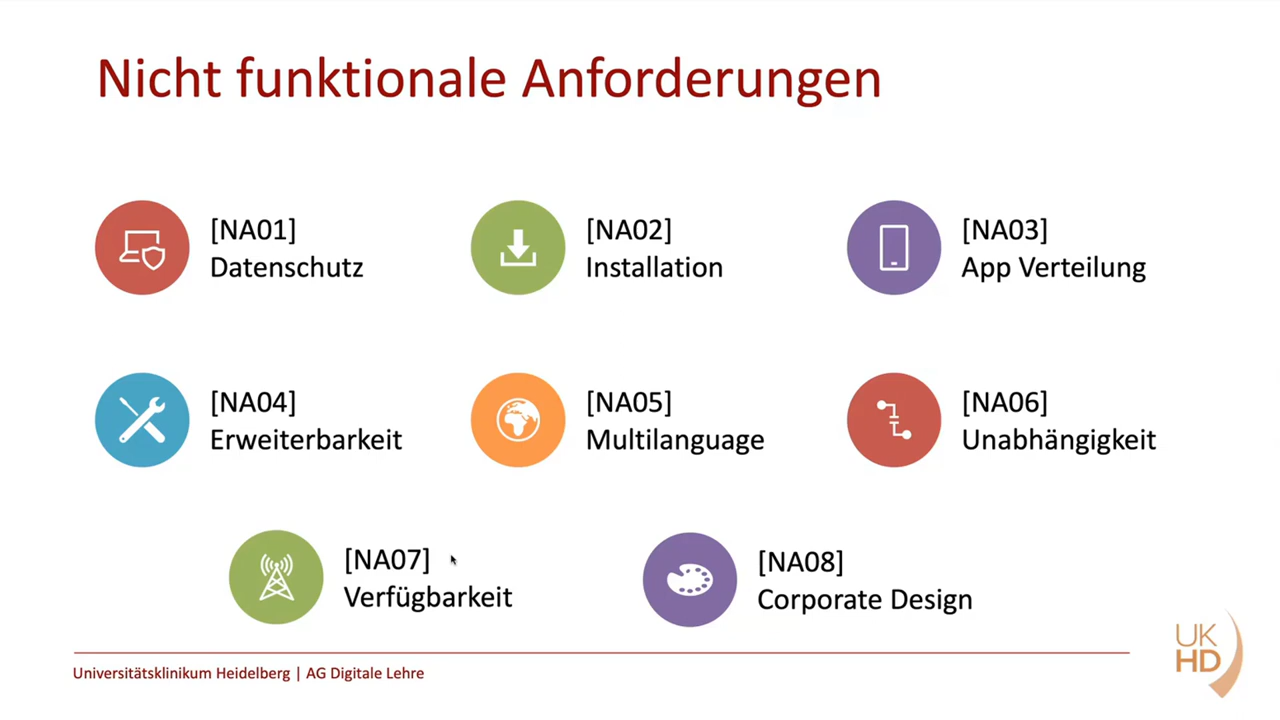 Nicht funktionale Anforderungen
[NA01]
Datenschutz
[NA02]
Installation
[NA03]
App Verteilung
[NA04]
Erweiterbarkeit
[NA05]
Multilanguage
[NA06]
Unabhängigkeit
[NA07]
Verfügbarkeit
[NA08]
Corporate Design
Universitätsklinikum Heidelberg | AG Digitale Lehre
UK
HD